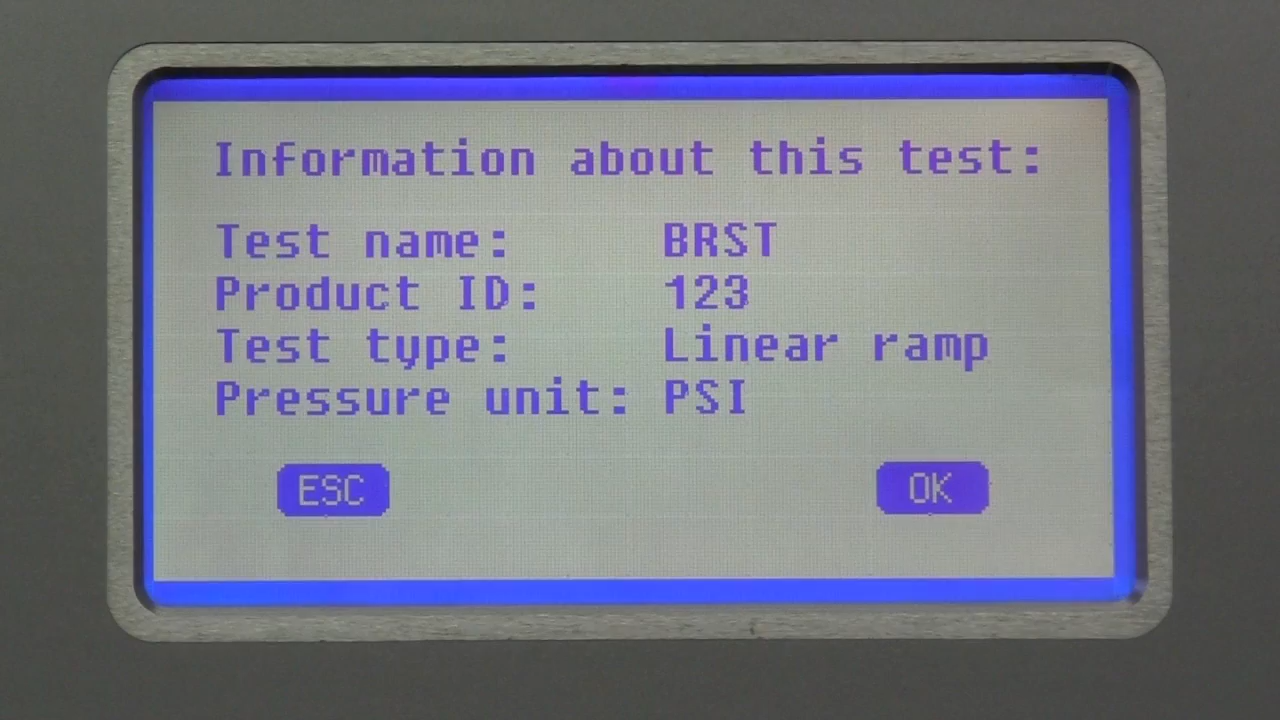 Information about this test:
Test name: BRST
Product ID: 123
Test type: Linear ramp
Pressure unit: PSI
ESC OK